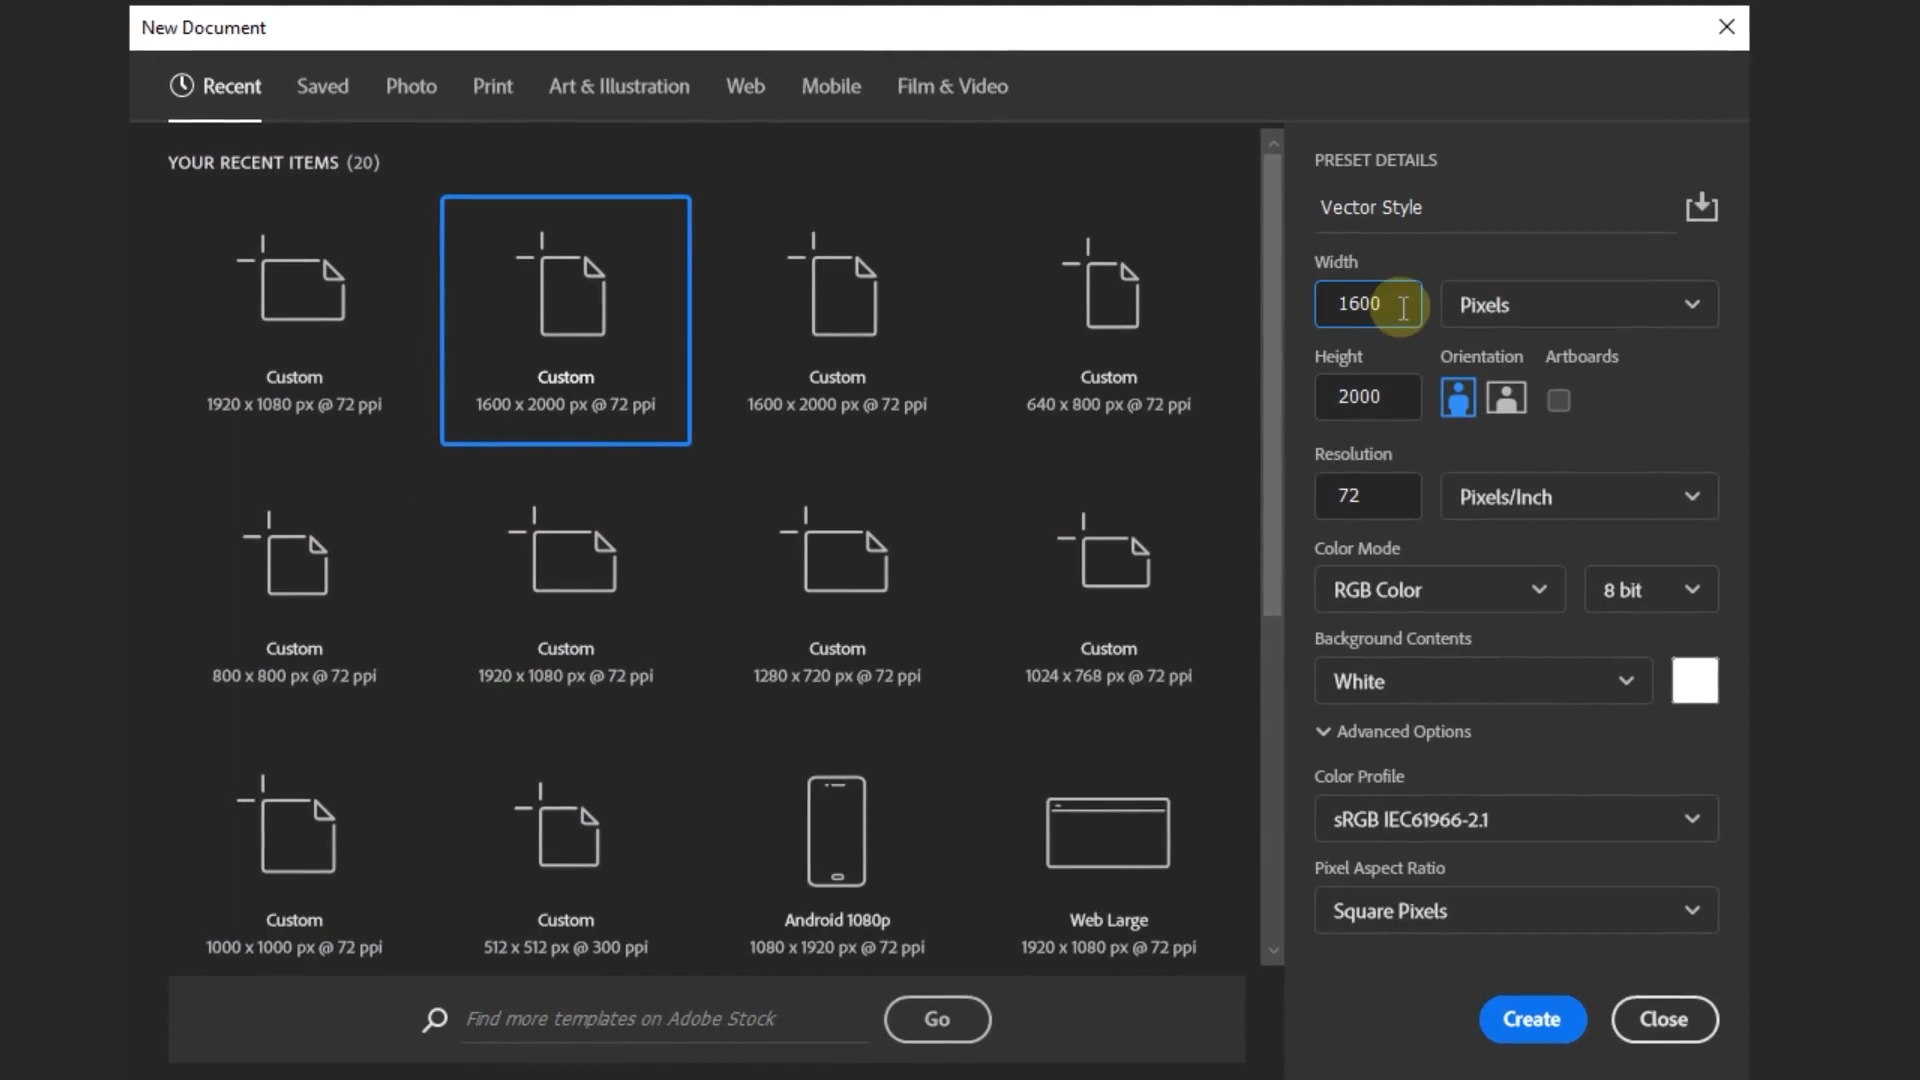 New Document
Recent Saved Photo Print Art & Illustration Web Mobile Film & Video
YOUR RECENT ITEMS (20)
Custom
1920 x 1080 px @ 72 ppi
Custom
1600 x 2000 px @ 72 ppi
Custom
1600 x 2000 px @ 72 ppi
Custom
640 x 800 px @ 72 ppi
Custom
800 x 800 px @ 72 ppi
Custom
1920 x 1080 px @ 72 ppi
Custom
1280 x 720 px @ 72 ppi
Custom
1024 x 768 px @ 72 ppi
Custom
1000 x 1000 px @ 72 ppi
Custom
512 x 512 px @ 300 ppi
Android 1080p
1080 x 1920 px @ 72 ppi
Web Large
1920 x 1080 px @ 72 ppi
Find more templates on Adobe Stock
Go
PRESET DETAILS
Vector Style
Width
1600 Pixels
Height Orientation Artboards
2000
Resolution
72 Pixels/Inch
Color Mode
RGB Color 8 bit
Background Contents
White
Advanced Options
Color Profile
sRGB IEC61966-2.1
Pixel Aspect Ratio
Square Pixels
Create Close